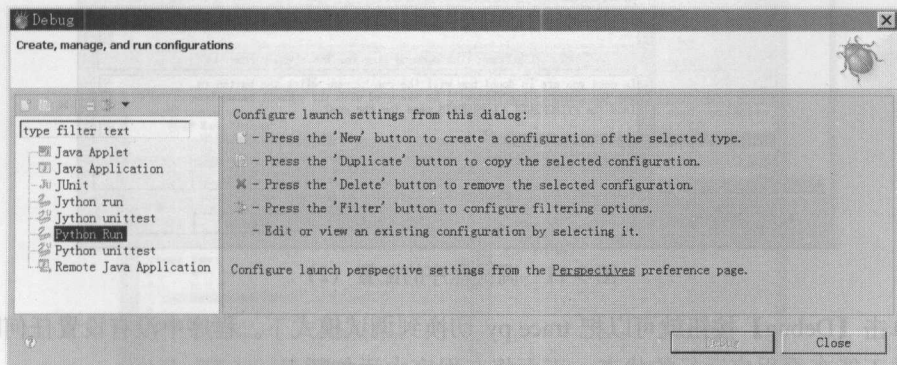 Debug
Create, manage, and run configurations
type filter text
Java Applet
Java Application
JUnit
Jython run
Jython unittest
Python Run
Python unittest
Remote Java Application
Configure launch settings from this dialog:
- Press the 'New' button to create a configuration of the selected type.
- Press the 'Duplicate' button to copy the selected configuration.
- Press the 'Delete' button to remove the selected configuration.
- Press the 'Filter' button to configure filtering options.
- Edit or view an existing configuration by selecting it.
Configure launch perspective settings from the Perspectives preference page.
Debug
Close